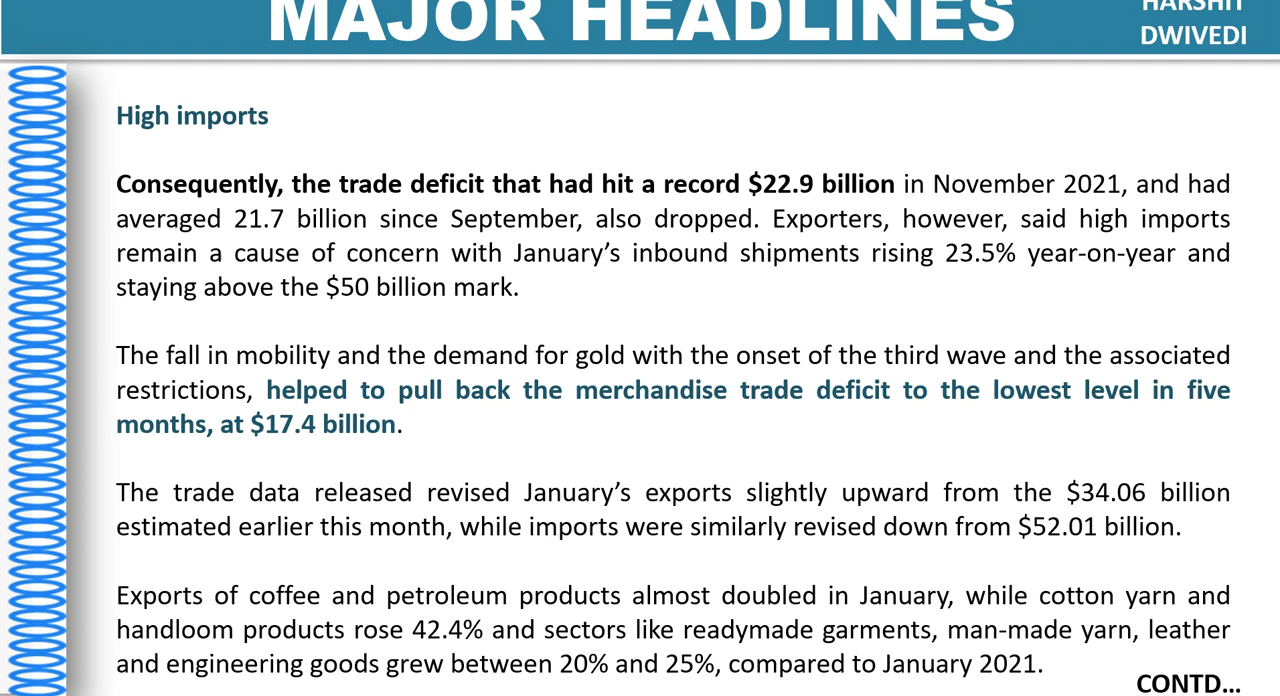 MAJOR HEADLINES
HARSHIT
DWIVEDI
High imports
Consequently, the trade deficit that had hit a record $22.9 billion in November 2021, and had
averaged 21.7 billion since September, also dropped. Exporters, however, said high imports
remain a cause of concern with January’s inbound shipments rising 23.5% year-on-year and
staying above the $50 billion mark.
The fall in mobility and the demand for gold with the onset of the third wave and the associated
restrictions, helped to pull back the merchandise trade deficit to the lowest level in five
months, at $17.4 billion.
The trade data released revised January’s exports slightly upward from the $34.06 billion
estimated earlier this month, while imports were similarly revised down from $52.01 billion.
Exports of coffee and petroleum products almost doubled in January, while cotton yarn and
handloom products rose 42.4% and sectors like readymade garments, man-made yarn, leather
and engineering goods grew between 20% and 25%, compared to January 2021.
CONTD...